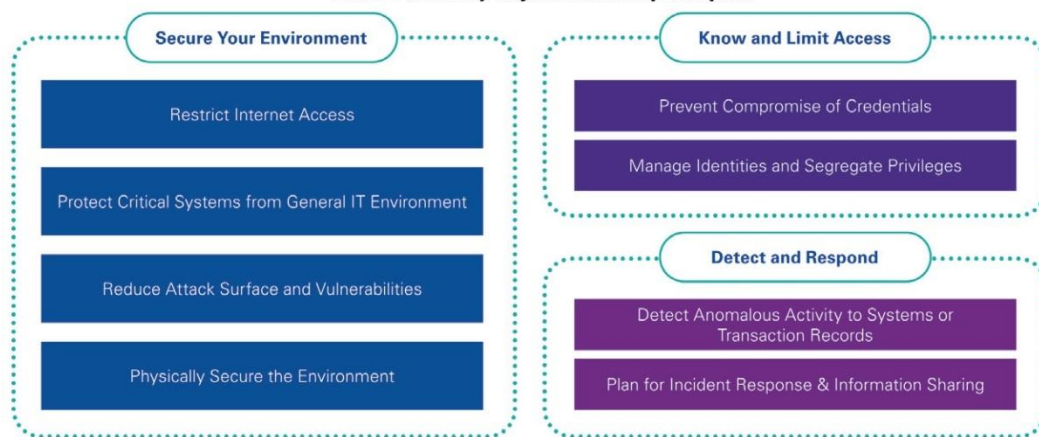 Secure Your Environment
Restrict Internet Access
Protect Critical Systems from General IT Environment
Reduce Attack Surface and Vulnerabilities
Physically Secure the Environment
Know and Limit Access
Prevent Compromise of Credentials
Manage Identities and Segregate Privileges
Detect and Respond
Detect Anomalous Activity to Systems or
Transaction Records
Plan for Incident Response & Information Sharing